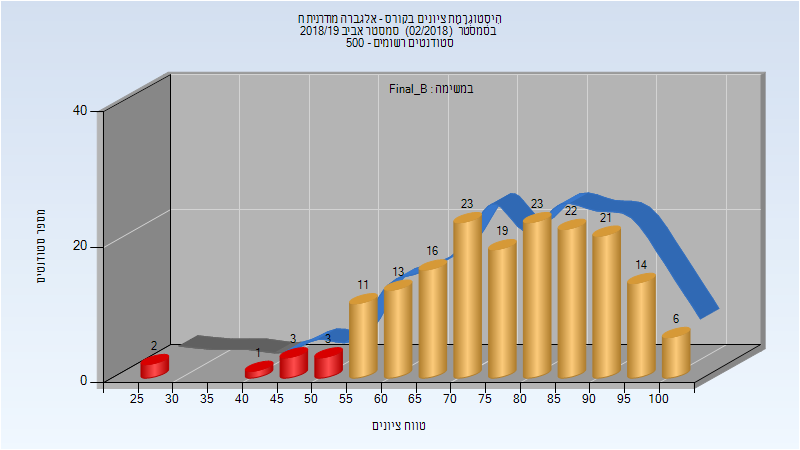 היסטוגרמת ציונים בקורס - אלגברה מודרנית ח
בסמסטר (02/2018) סמסטר אביב 2018/19
סטודנטים רשומים - 500
במשימה : Final_B
מספר סטודנטים
40
20
0
2
1
3
3
11
13
16
23
19
23
22
21
14
6
25 30 35 40 45 50 55 60 65 70 75 80 85 90 95 100
טווח ציונים